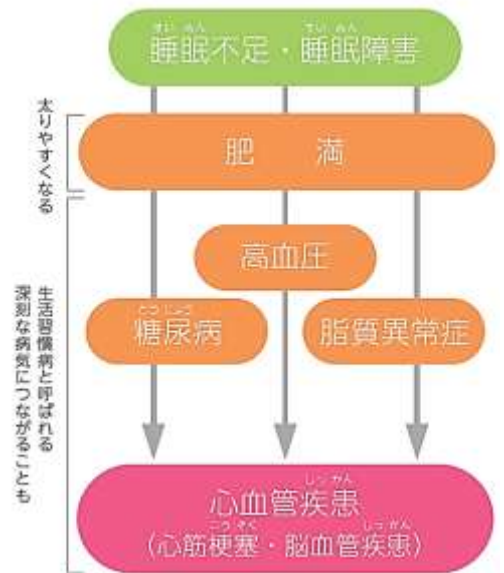 睡眠不足・睡眠障害
太りやすくなる
肥　満
高血圧
糖尿病
脂質異常症
生活習慣病と呼ばれる
深刻な病気につながることも
心血管疾患
（心筋梗塞・脳血管疾患）